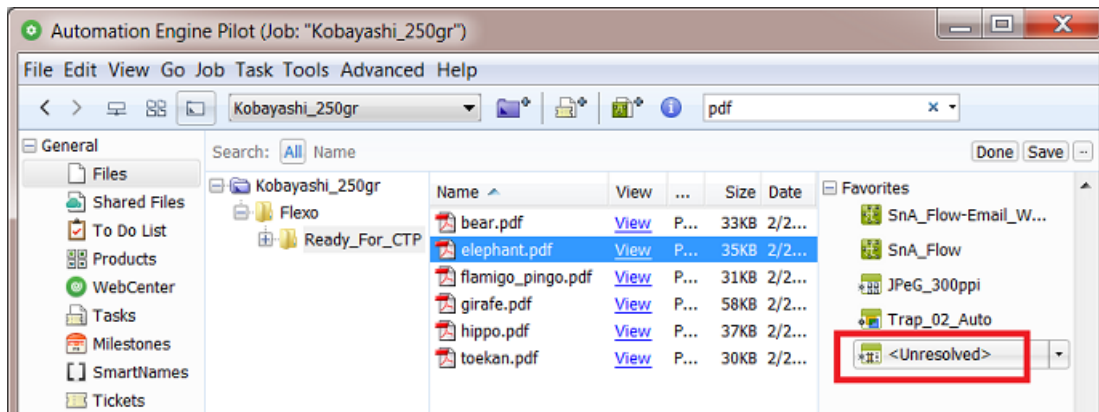 Automation Engine Pilot (Job: "Kobayashi_250gr")
File Edit View Go Job Task Tools Advanced Help
Kobayashi_250gr
pdf
General
Files
Shared Files
To Do List
Products
WebCenter
Tasks
Milestones
SmartNames
Tickets
Search: All Name
Done Save ...
Kobayashi_250gr
Flexo
Ready_For_CTP
Name View ... Size Date
bear.pdf View P... 33KB 2/2...
elephant.pdf View P... 35KB 2/2...
flamigo_pingo.pdf View P... 31KB 2/2...
girafe.pdf View P... 58KB 2/2...
hippo.pdf View P... 37KB 2/2...
toekan.pdf View P... 30KB 2/2...
Favorites
SnA_Flow-Email_W...
SnA_Flow
JPeG_300ppi
Trap_02_Auto
<Unresolved>